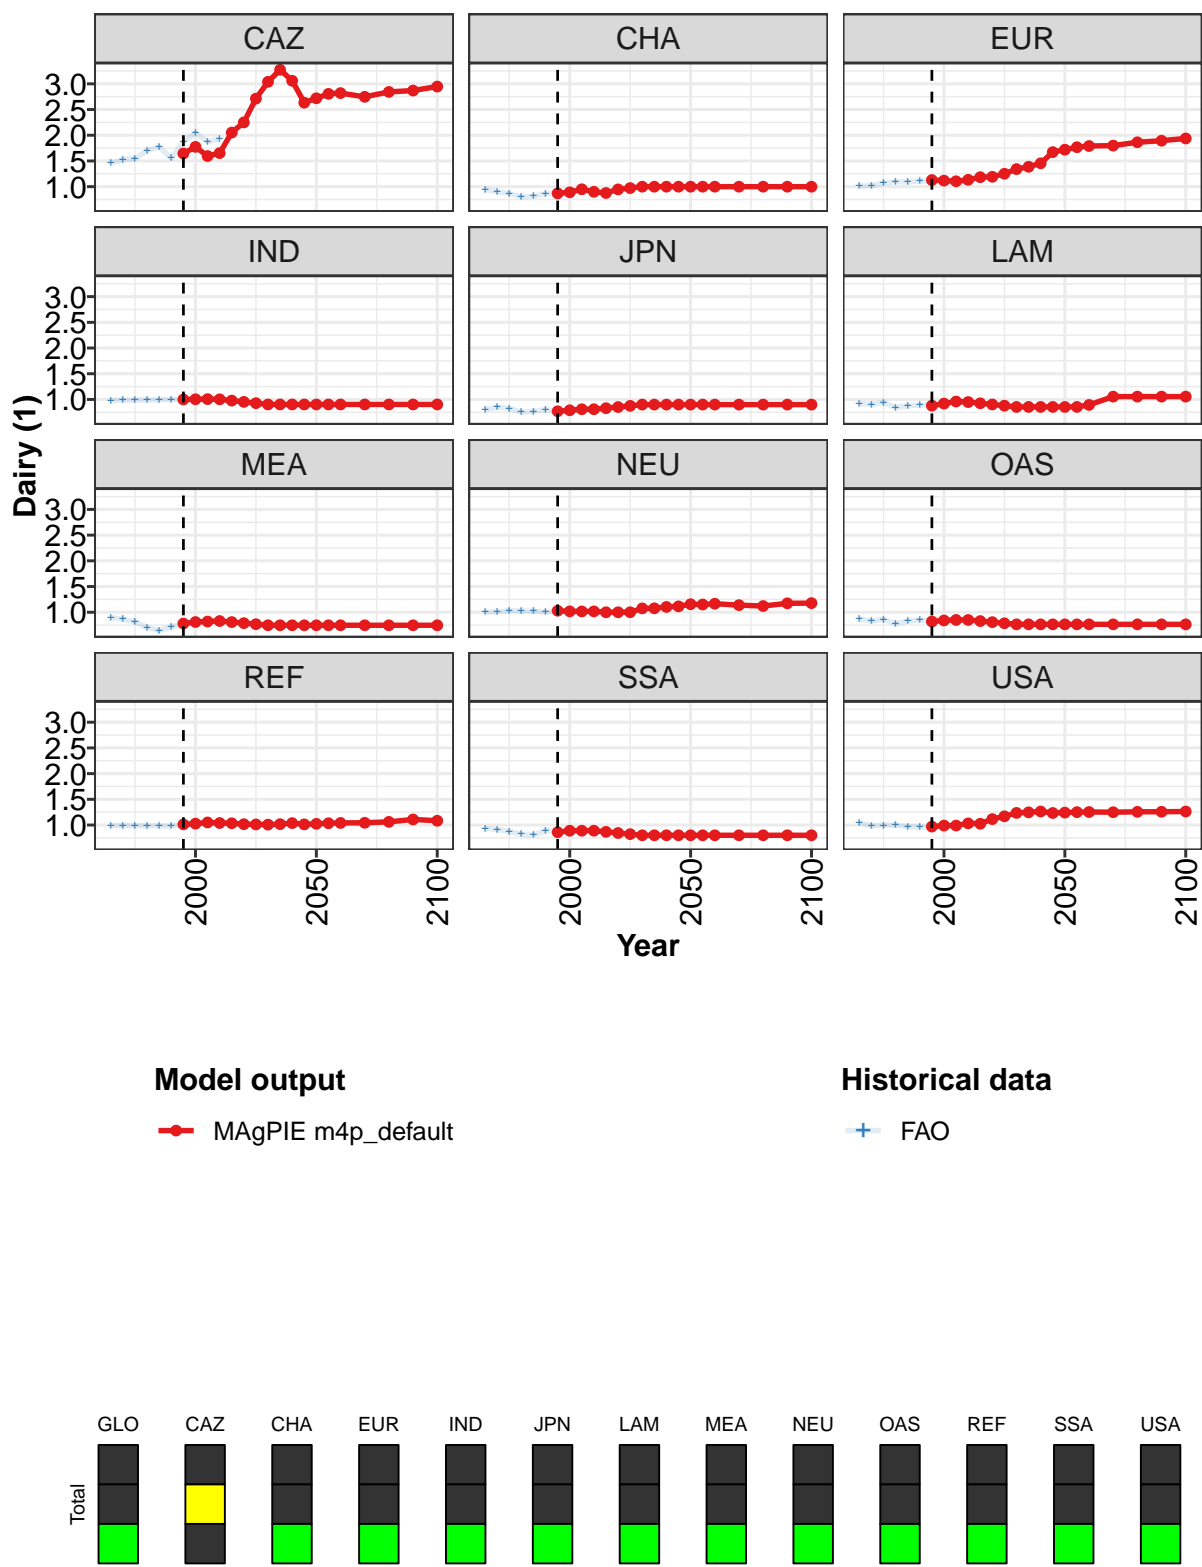 CAZ CHA EUR
3.0
2.5
2.0
1.5
1.0
IND JPN LAM
3.0
2.5
2.0
1.5
1.0
MEA NEU OAS
3.0
2.5
2.0
1.5
1.0
REF SSA USA
3.0
2.5
2.0
1.5
1.0
Dairy (1)
2000 2050 2100 2000 2050 2100 2000 2050 2100
Year
Model output Historical data
MAgPIE m4p_default FAO
GLO CAZ CHA EUR IND JPN LAM MEA NEU OAS REF SSA USA
Total